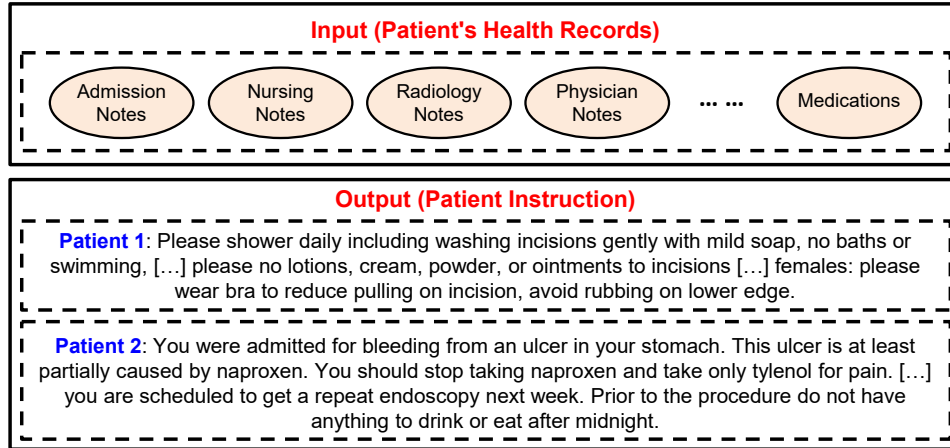 Input (Patient's Health Records)
Admission Notes
Nursing Notes
Radiology Notes
Physician Notes
... ...
Medications
Output (Patient Instruction)
Patient 1: Please shower daily including washing incisions gently with mild soap, no baths or
swimming, […] please no lotions, cream, powder, or ointments to incisions […] females: please
wear bra to reduce pulling on incision, avoid rubbing on lower edge.
Patient 2: You were admitted for bleeding from an ulcer in your stomach. This ulcer is at least
partially caused by naproxen. You should stop taking naproxen and take only tylenol for pain. […]
you are scheduled to get a repeat endoscopy next week. Prior to the procedure do not have
anything to drink or eat after midnight.